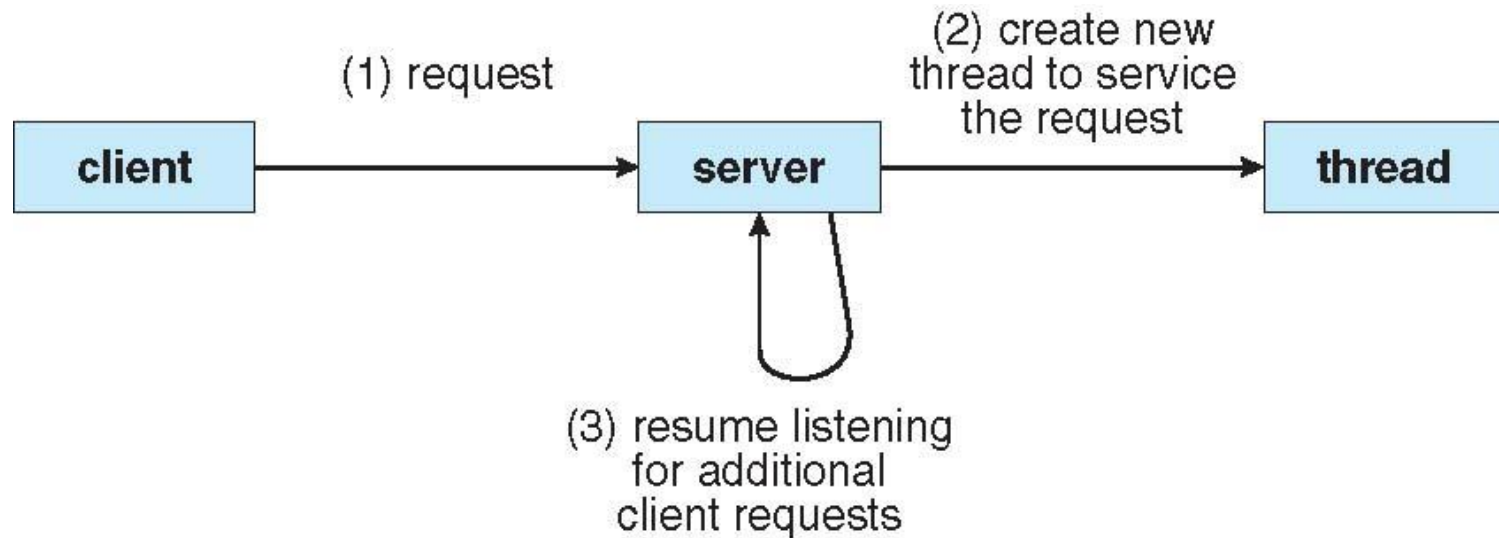 (1) request
(2) create new
thread to service
the request
client
server
thread
(3) resume listening
for additional
client requests